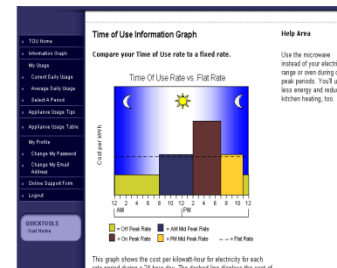 TOU Home
Information Graph
My Usage
Current Daily Usage
Average Daily Usage
Select A Period
Appliance Usage Tips
Appliance Usage Table
My Profile
Change My Password
Change My Email
Address
Online Support Form
Logout
QUICKTOOLS
Xcel Home
Time of Use Information Graph
Compare your Time of Use rate to a fixed rate.
Time Of Use Rate vs. Flat Rate
Cost per kWh
12 2 4 6 8 10 12 2 4 6 8 10 12
AM PM
= Off Peak Rate = AM Mid Peak Rate
= On Peak Rate = PM Mid Peak Rate = Flat Rate
This graph shows the cost per kilowatt-hour for electricity for each
Help Area
Use the microwave
instead of your electri
range or oven during o
peak periods. You'll u
less energy and redu
kitchen heating, too